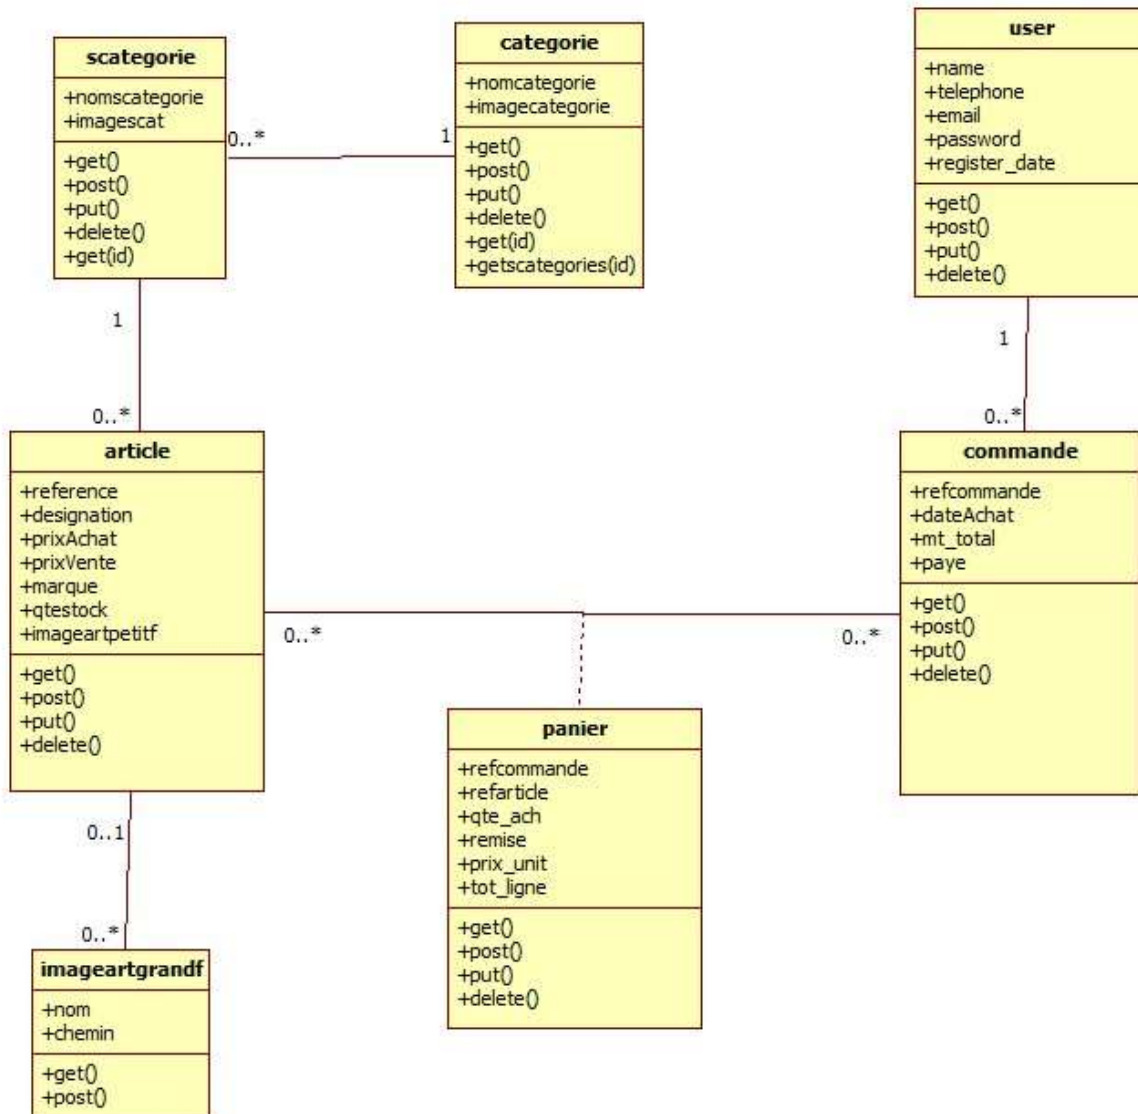 scategorie
+nomscategorie
+imagescat
+get()
+post()
+put()
+delete()
+get(id)
0..*
1
categorie
+nomcategorie
+imagecategorie
+get()
+post()
+put()
+delete()
+get(id)
+getscategories(id)
user
+name
+telephone
+email
+password
+register_date
+get()
+post()
+put()
+delete()
1
0..*
1
0..*
article
+reference
+designation
+prixAchat
+prixVente
+marque
+qtestock
+imageartpetitf
+get()
+post()
+put()
+delete()
0..*
0..*
commande
+refcommande
+dateAchat
+mt_total
+paye
+get()
+post()
+put()
+delete()
panier
+refcommande
+refarticle
+qte_ach
+remise
+prix_unit
+tot_ligne
+get()
+post()
+put()
+delete()
0..1
0..*
imageartgrandf
+nom
+chemin
+get()
+post()